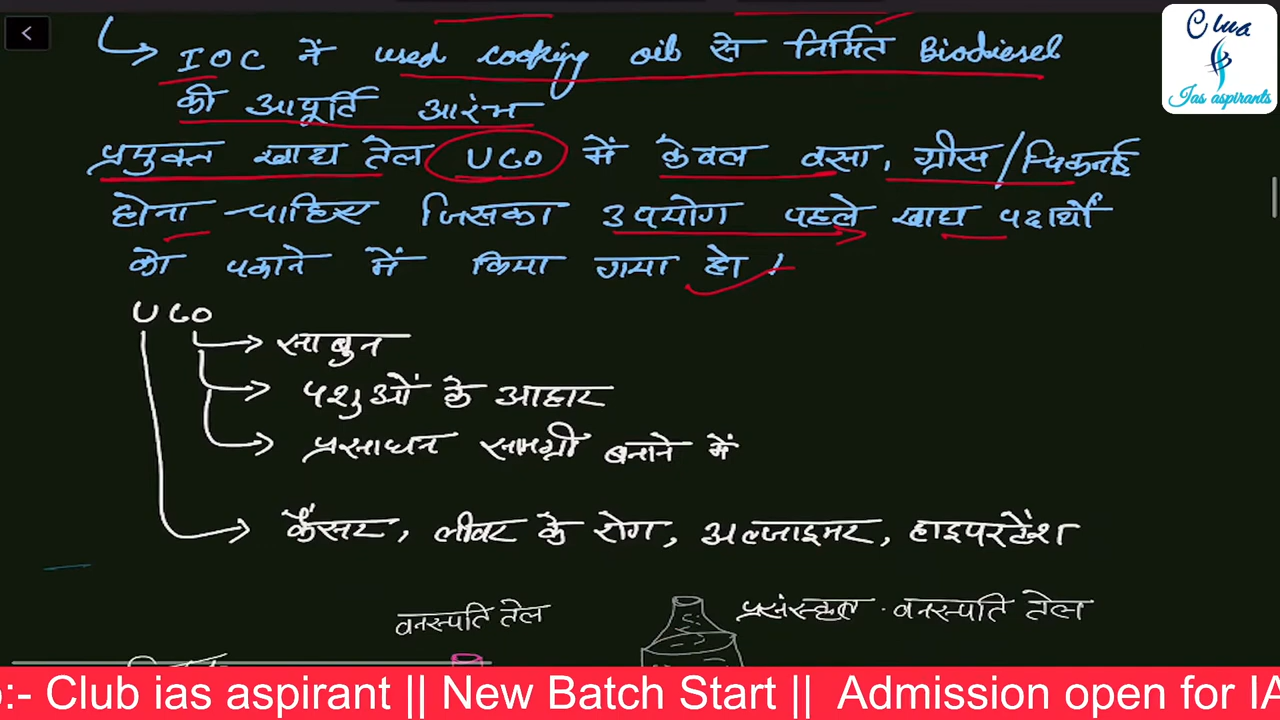 Clua
Ias aspirants
IOC में used cooking oil से निर्मित Biodiesel
की आपूर्ति आरंभ
प्रयुक्त खाद्य तेल UCO में केवल वसा, ग्रीस/चिकनाई
होना चाहिए जिसका उपयोग पहले खाद्य पदार्थों
को पकाने में किया गया हो।
UCO
साबुन
पशुओं के आहार
प्रसाधन सामग्री बनाने में
कैंसर, लीवर के रोग, अल्जाइमर, हाइपरटेंश
वनस्पति तेल
प्रसंस्कृत वनस्पति तेल
o:- Club ias aspirant || New Batch Start || Admission open for IA